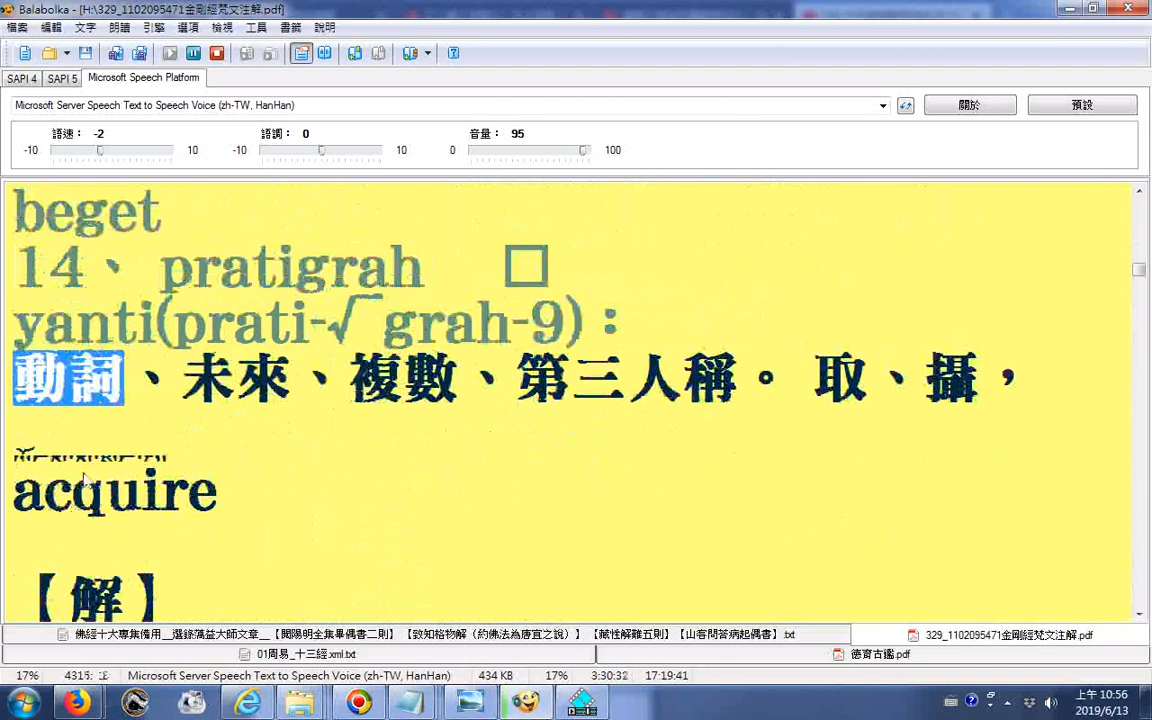 Balabolka - [H:\329_1102095471金剛經梵文注解.pdf]
檔案 編輯 文字 朗讀 引擎 選項 檢視 工具 書籤 說明
SAPI 4 SAPI 5 Microsoft Speech Platform
Microsoft Server Speech Text to Speech Voice (zh-TW, HanHan) 關於 預設
語速： -2 語調： 0 音量： 95
-10 10 -10 10 0 100
beget
14、 pratigrah □
yanti(prati-√ grah-9)：
動詞、未來、複數、第三人稱。 取、攝，
acquire
【解】
佛經十大專集備用__選錄蕅益大師文章__【閱陽明全集畢偶書二則】【致知格物解（約佛法為唐宜之說）】【藏性解難五則】【山客問答病起偶書】.txt 329_1102095471金剛經梵文注解.pdf
01周易_十三經.xml.txt 德育古鑑.pdf
17% 4315: Microsoft Server Speech Text to Speech Voice (zh-TW, HanHan) 434 KB 17% 3:30:32 17:19:41
上午 10:56
2019/6/13